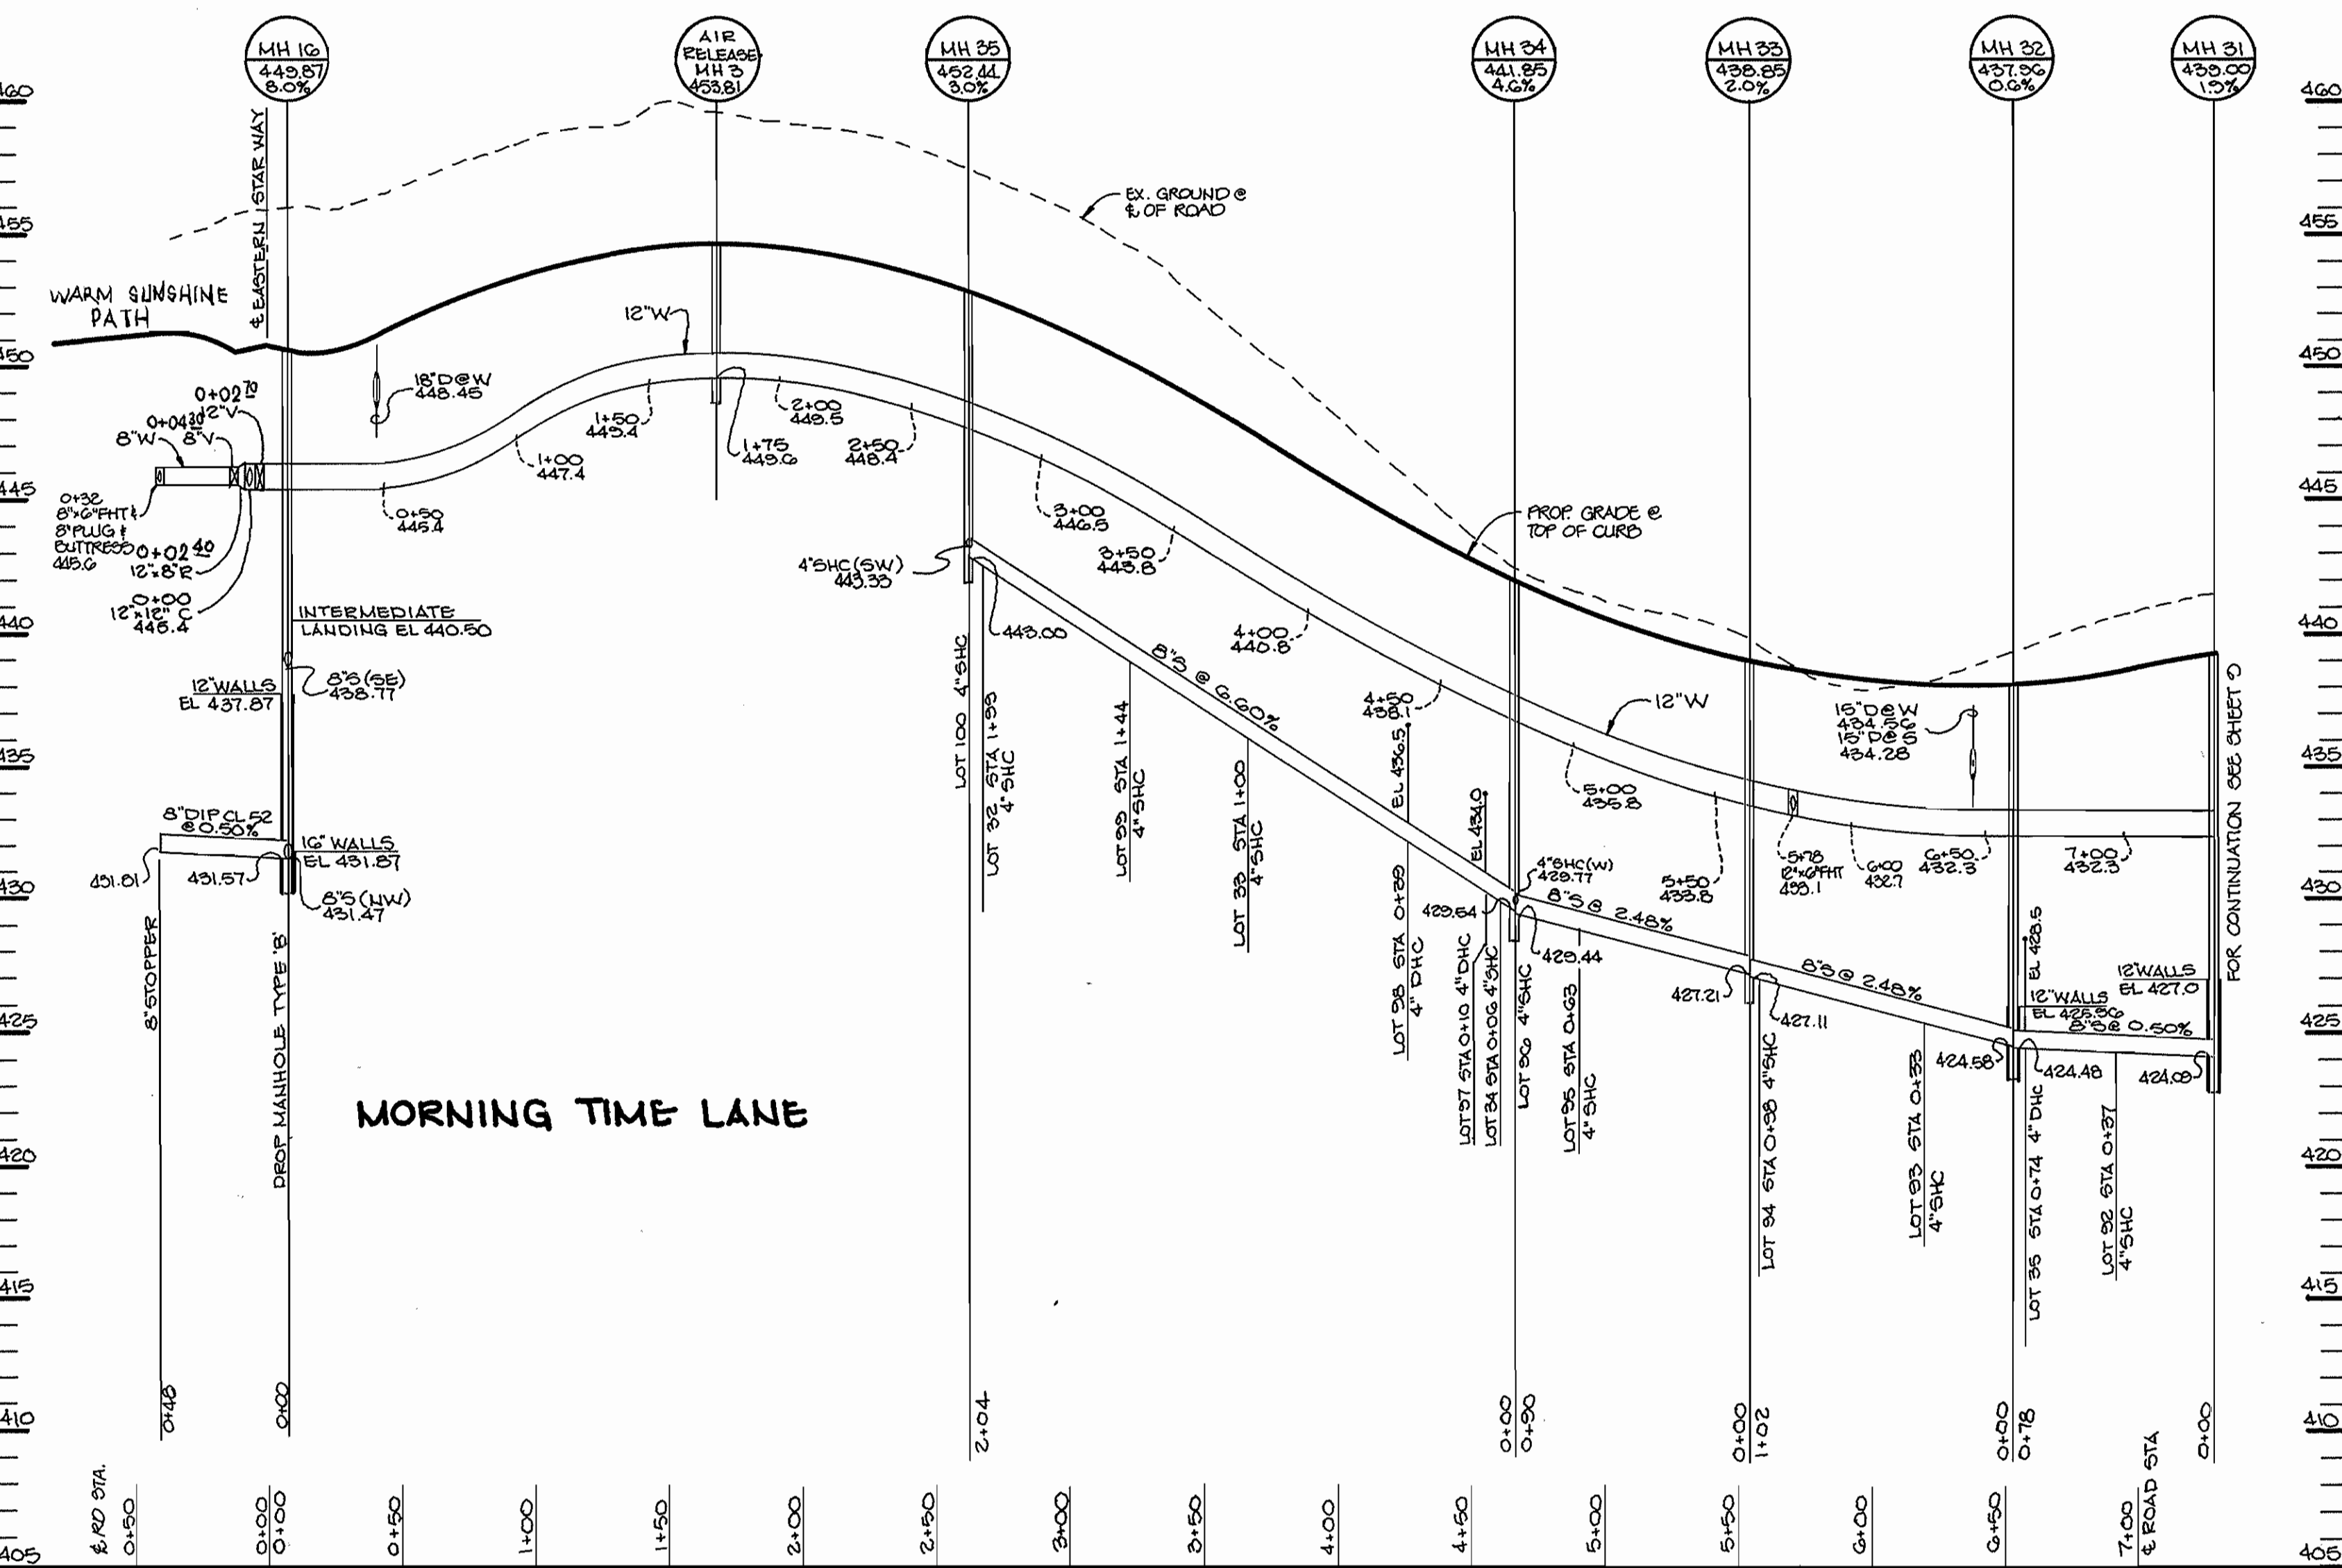 MH 16
449.87
8.0%
AIR
RELEASE
MH 3
453.81
MH 35
452.44
3.0%
MH 34
441.85
4.6%
MH 33
438.85
2.0%
MH 32
437.96
0.6%
MH 31
439.00
1.9%
460
460
℄ EASTERN STAR WAY
EX. GROUND @
℄ OF ROAD
455
455
WARM SUNSHINE
PATH
12"W
450
450
18"D@W
448.45
0+02 70
12"V
0+04 30
8"W
8"V
1+50
449.4
2+00
449.5
1+00
447.4
1+75
449.6
2+50
448.4
445
445
0+32
8"x6"FHT &
8"PLUG &
BUTTRESS
445.6
0+02 40
12"x8"R
0+00
12"x12" C
445.4
0+50
445.4
3+00
446.5
3+50
443.8
PROP. GRADE @
TOP OF CURB
4"SHC(SW)
443.33
443.00
440
440
INTERMEDIATE
LANDING EL 440.50
4+00
440.8
8"S @ 6.60%
12"WALLS
EL 437.87
8"S (SE)
438.77
4+50
438.1
12"W
15"D@W
434.56
15"D@S
434.28
435
435
LOT 100 4"SHC
LOT 32 STA 1+99
4"SHC
LOT 99 STA 1+44
4"SHC
LOT 33 STA 1+00
4"SHC
EL 436.5
LOT 98 STA 0+39
4" DHC
EL 434.0
5+00
435.8
FOR CONTINUATION SEE SHEET 9
8"DIP CL 52
@ 0.50%
16" WALLS
EL 431.87
431.81
431.57
8"S (NW)
431.47
4"SHC(W)
429.77
5+50
433.8
5+78
12"x6"FHT
433.1
6+00
432.7
6+50
432.3
7+00
432.3
430
430
429.54
8"S @ 2.48%
429.44
8"STOPPER
DROP MANHOLE TYPE 'B'
LOT 97 STA 0+10 4"DHC
LOT 34 STA 0+06 4"SHC
LOT 96 4"SHC
LOT 95 STA 0+63
4" SHC
427.21
427.11
8"S @ 2.48%
EL 428.5
12"WALLS
EL 427.0
12"WALLS
EL 425.96
8"S @ 0.50%
425
425
424.58
424.48
424.09
MORNING TIME LANE
LOT 94 STA 0+98 4"SHC
LOT 93 STA 0+33
4"SHC
LOT 35 STA 0+74 4"DHC
LOT 92 STA 0+37
4"SHC
420
420
415
415
410
410
0+48
0+00
2+04
0+00
0+90
0+00
1+02
0+00
0+78
0+00
℄ RD STA.
0+50
0+00
0+00
0+50
1+00
1+50
2+00
2+50
3+00
3+50
4+00
4+50
5+00
5+50
6+00
6+50
7+00
℄ ROAD STA
405
405